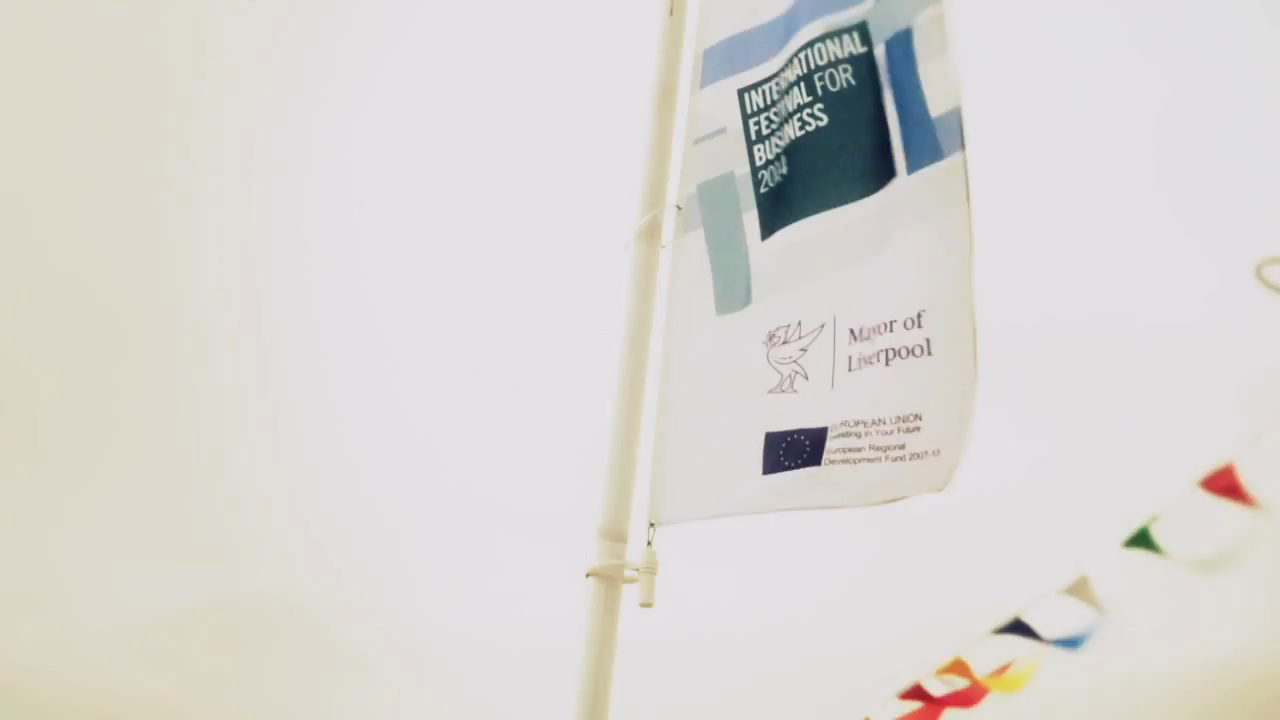 INTERNATIONAL
FESTIVAL FOR
BUSINESS
2014
Mayor of
Liverpool
EUROPEAN UNION
Investing in Your Future
European Regional
Development Fund 2007-13